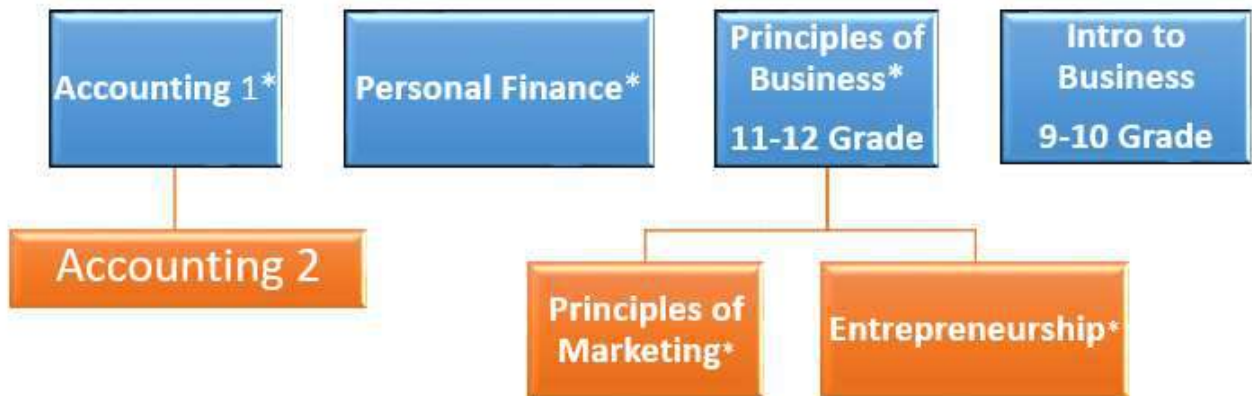 Accounting 1*
Personal Finance*
Principles of
Business*
11-12 Grade
Intro to
Business
9-10 Grade
Accounting 2
Principles of
Marketing*
Entrepreneurship*